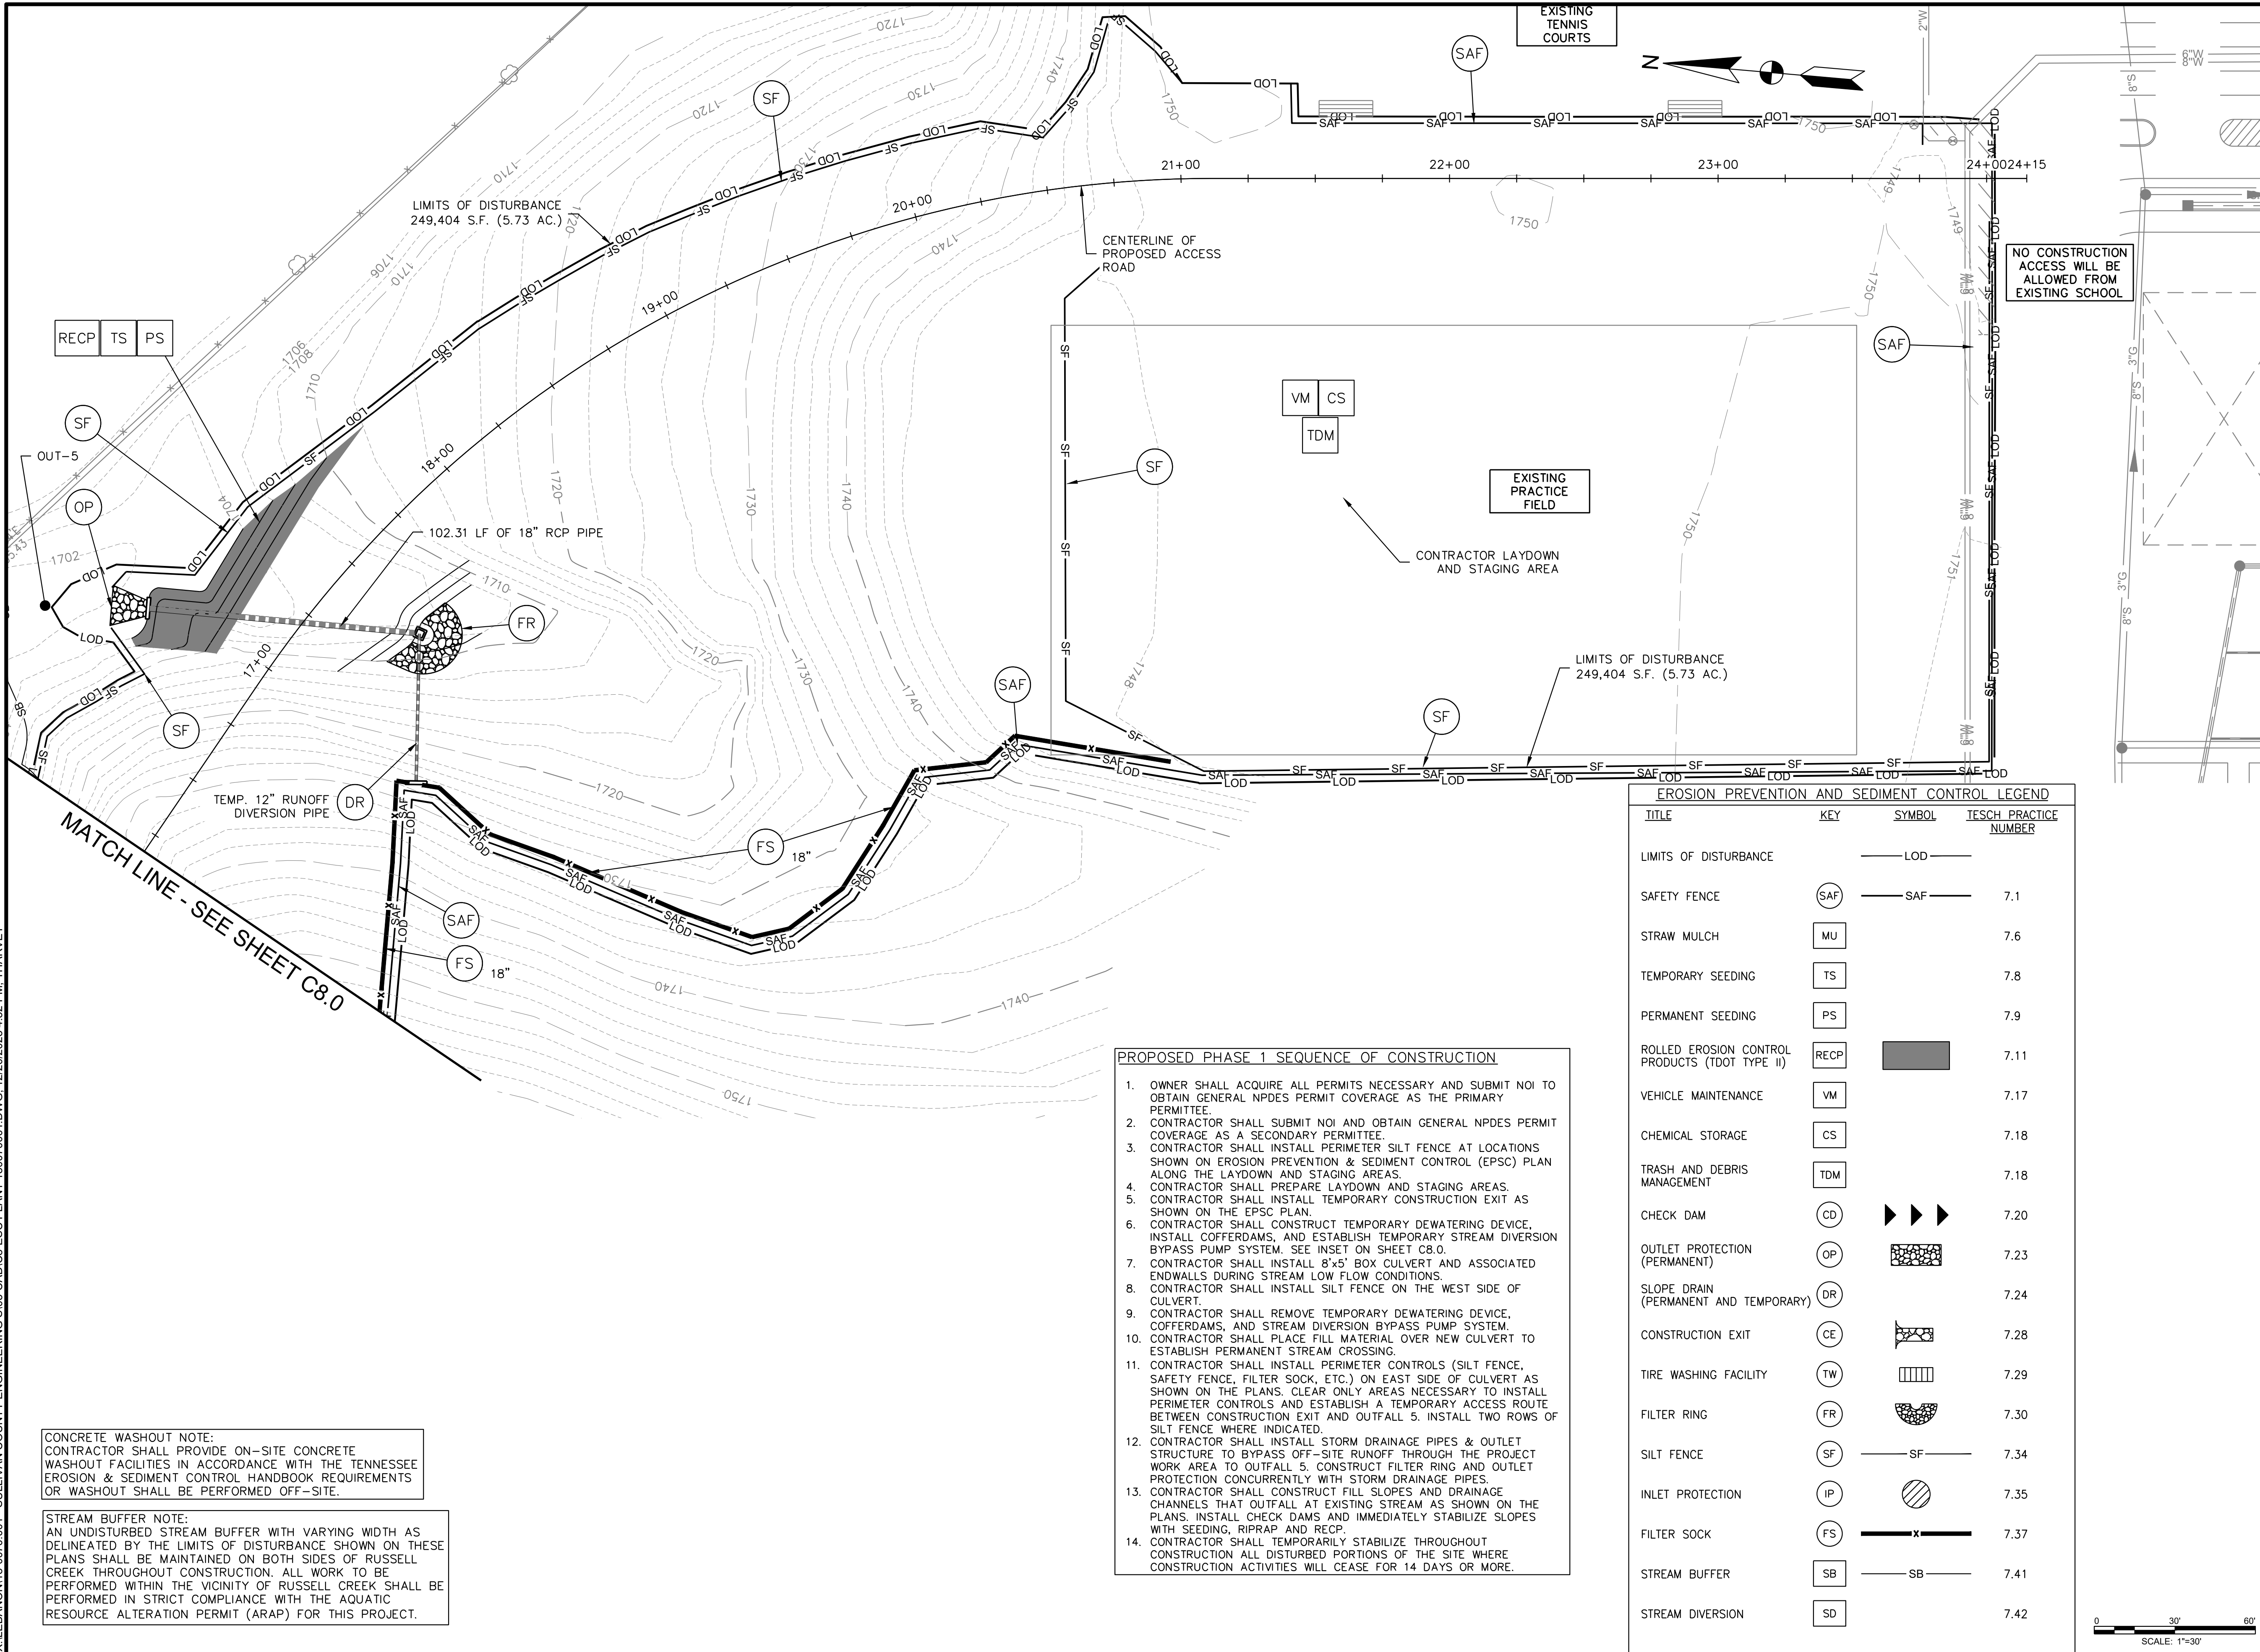 EXISTING
TENNIS
COURTS
N
SAF
SF
LIMITS OF DISTURBANCE
249,404 S.F. (5.73 AC.)
CENTERLINE OF
PROPOSED ACCESS
ROAD
17+00
18+00
19+00
20+00
21+00
22+00
23+00
24+00
24+15
NO CONSTRUCTION
ACCESS WILL BE
ALLOWED FROM
EXISTING SCHOOL
RECP TS PS
SF
OUT-5
OP
102.31 LF OF 18" RCP PIPE
FR
VM CS
TDM
SF
SAF
EXISTING
PRACTICE
FIELD
CONTRACTOR LAYDOWN
AND STAGING AREA
LIMITS OF DISTURBANCE
249,404 S.F. (5.73 AC.)
SAF
SF
SF
TEMP. 12" RUNOFF
DIVERSION PIPE
DR
FS 18"
SAF
FS 18"
MATCH LINE - SEE SHEET C8.0
1702
1704
1706
1708
1710
1720
1730
1740
1748
1749
1750
1751
2"W
6"W
8"W
8"S
3"G
EROSION PREVENTION AND SEDIMENT CONTROL LEGEND
TITLE KEY SYMBOL TESCH PRACTICE
NUMBER
LIMITS OF DISTURBANCE LOD
SAFETY FENCE SAF SAF 7.1
STRAW MULCH MU 7.6
TEMPORARY SEEDING TS 7.8
PERMANENT SEEDING PS 7.9
ROLLED EROSION CONTROL
PRODUCTS (TDOT TYPE II) RECP 7.11
VEHICLE MAINTENANCE VM 7.17
CHEMICAL STORAGE CS 7.18
TRASH AND DEBRIS
MANAGEMENT TDM 7.18
CHECK DAM CD 7.20
OUTLET PROTECTION
(PERMANENT) OP 7.23
SLOPE DRAIN
(PERMANENT AND TEMPORARY) DR 7.24
CONSTRUCTION EXIT CE 7.28
TIRE WASHING FACILITY TW 7.29
FILTER RING FR 7.30
SILT FENCE SF SF 7.34
INLET PROTECTION IP 7.35
FILTER SOCK FS x 7.37
STREAM BUFFER SB SB 7.41
STREAM DIVERSION SD 7.42
PROPOSED PHASE 1 SEQUENCE OF CONSTRUCTION
1. OWNER SHALL ACQUIRE ALL PERMITS NECESSARY AND SUBMIT NOI TO
OBTAIN GENERAL NPDES PERMIT COVERAGE AS THE PRIMARY
PERMITTEE.
2. CONTRACTOR SHALL SUBMIT NOI AND OBTAIN GENERAL NPDES PERMIT
COVERAGE AS A SECONDARY PERMITTEE.
3. CONTRACTOR SHALL INSTALL PERIMETER SILT FENCE AT LOCATIONS
SHOWN ON EROSION PREVENTION & SEDIMENT CONTROL (EPSC) PLAN
ALONG THE LAYDOWN AND STAGING AREAS.
4. CONTRACTOR SHALL PREPARE LAYDOWN AND STAGING AREAS.
5. CONTRACTOR SHALL INSTALL TEMPORARY CONSTRUCTION EXIT AS
SHOWN ON THE EPSC PLAN.
6. CONTRACTOR SHALL CONSTRUCT TEMPORARY DEWATERING DEVICE,
INSTALL COFFERDAMS, AND ESTABLISH TEMPORARY STREAM DIVERSION
BYPASS PUMP SYSTEM. SEE INSET ON SHEET C8.0.
7. CONTRACTOR SHALL INSTALL 8'x5' BOX CULVERT AND ASSOCIATED
ENDWALLS DURING STREAM LOW FLOW CONDITIONS.
8. CONTRACTOR SHALL INSTALL SILT FENCE ON THE WEST SIDE OF
CULVERT.
9. CONTRACTOR SHALL REMOVE TEMPORARY DEWATERING DEVICE,
COFFERDAMS, AND STREAM DIVERSION BYPASS PUMP SYSTEM.
10. CONTRACTOR SHALL PLACE FILL MATERIAL OVER NEW CULVERT TO
ESTABLISH PERMANENT STREAM CROSSING.
11. CONTRACTOR SHALL INSTALL PERIMETER CONTROLS (SILT FENCE,
SAFETY FENCE, FILTER SOCK, ETC.) ON EAST SIDE OF CULVERT AS
SHOWN ON THE PLANS. CLEAR ONLY AREAS NECESSARY TO INSTALL
PERIMETER CONTROLS AND ESTABLISH A TEMPORARY ACCESS ROUTE
BETWEEN CONSTRUCTION EXIT AND OUTFALL 5. INSTALL TWO ROWS OF
SILT FENCE WHERE INDICATED.
12. CONTRACTOR SHALL INSTALL STORM DRAINAGE PIPES & OUTLET
STRUCTURE TO BYPASS OFF-SITE RUNOFF THROUGH THE PROJECT
WORK AREA TO OUTFALL 5. CONSTRUCT FILTER RING AND OUTLET
PROTECTION CONCURRENTLY WITH STORM DRAINAGE PIPES.
13. CONTRACTOR SHALL CONSTRUCT FILL SLOPES AND DRAINAGE
CHANNELS THAT OUTFALL AT EXISTING STREAM AS SHOWN ON THE
PLANS. INSTALL CHECK DAMS AND IMMEDIATELY STABILIZE SLOPES
WITH SEEDING, RIPRAP AND RECP.
14. CONTRACTOR SHALL TEMPORARILY STABILIZE THROUGHOUT
CONSTRUCTION ALL DISTURBED PORTIONS OF THE SITE WHERE
CONSTRUCTION ACTIVITIES WILL CEASE FOR 14 DAYS OR MORE.
CONCRETE WASHOUT NOTE:
CONTRACTOR SHALL PROVIDE ON-SITE CONCRETE
WASHOUT FACILITIES IN ACCORDANCE WITH THE TENNESSEE
EROSION & SEDIMENT CONTROL HANDBOOK REQUIREMENTS
OR WASHOUT SHALL BE PERFORMED OFF-SITE.
STREAM BUFFER NOTE:
AN UNDISTURBED STREAM BUFFER WITH VARYING WIDTH AS
DELINEATED BY THE LIMITS OF DISTURBANCE SHOWN ON THESE
PLANS SHALL BE MAINTAINED ON BOTH SIDES OF RUSSELL
CREEK THROUGHOUT CONSTRUCTION. ALL WORK TO BE
PERFORMED WITHIN THE VICINITY OF RUSSELL CREEK SHALL BE
PERFORMED IN STRICT COMPLIANCE WITH THE AQUATIC
RESOURCE ALTERATION PERMIT (ARAP) FOR THIS PROJECT.
0 30' 60'
SCALE: 1"=30'